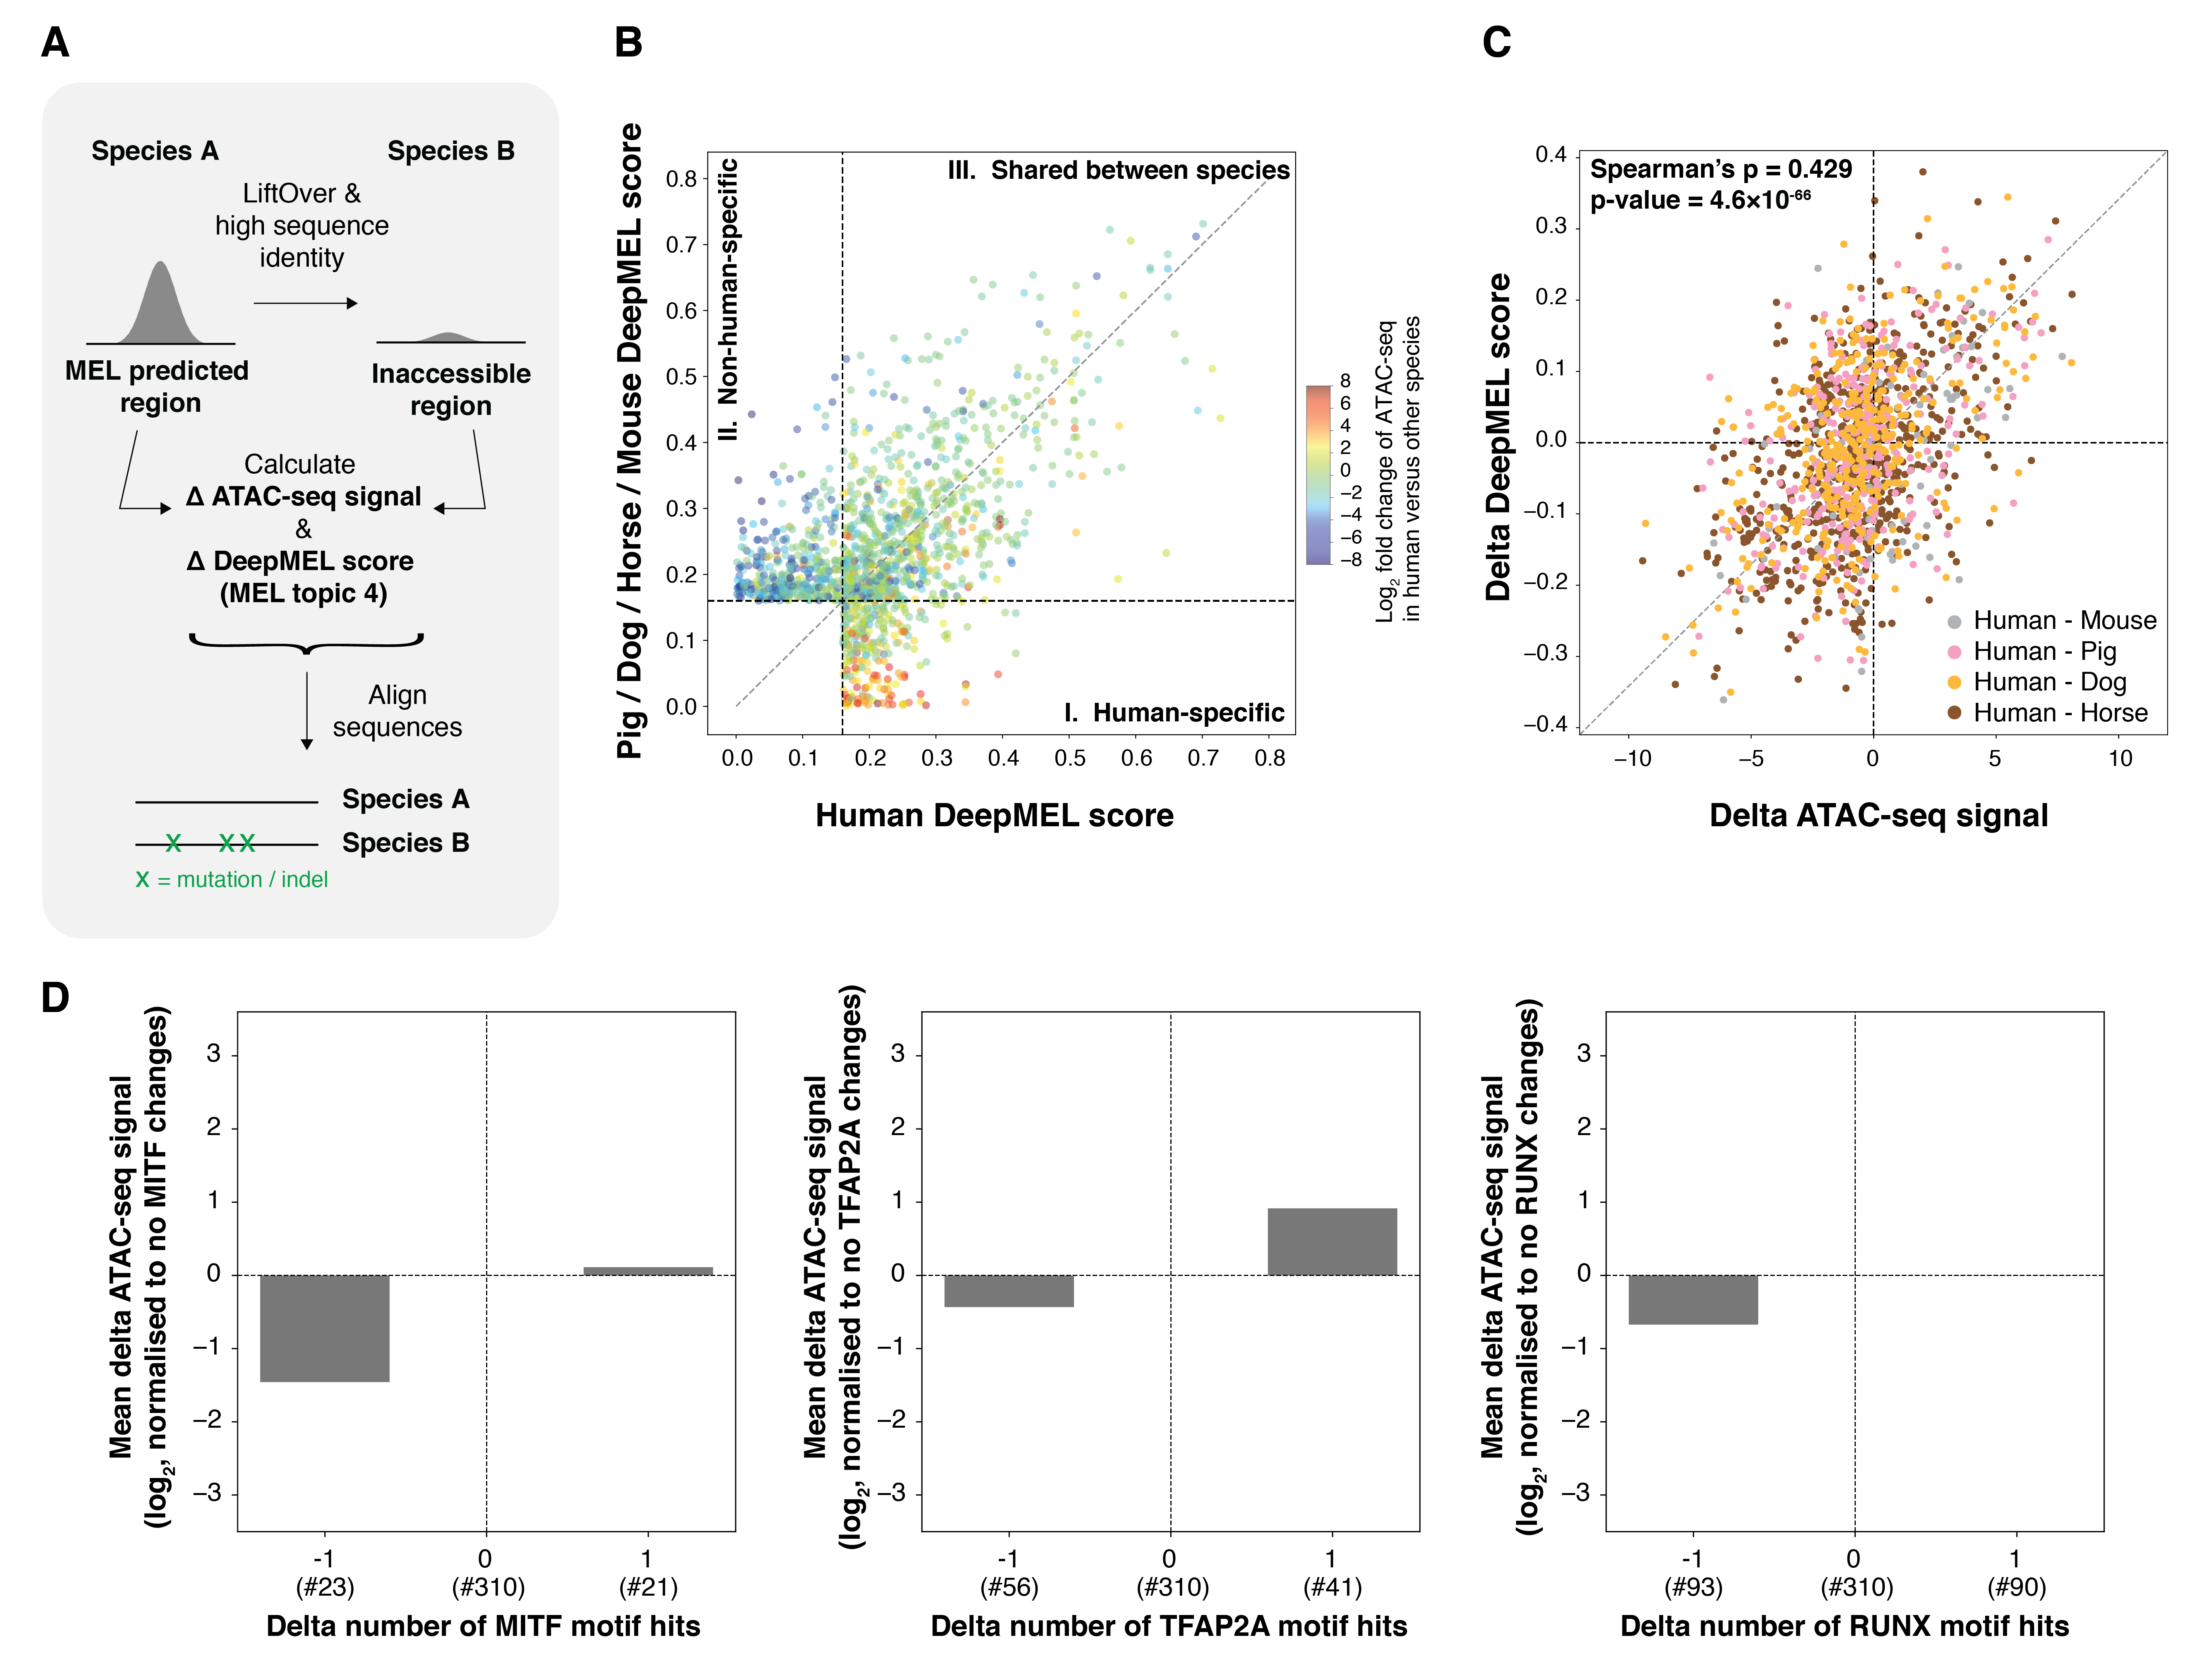 A
Species A
Species B
LiftOver &
high sequence
identity
MEL predicted
region
Inaccessible
region
Calculate
Δ ATAC-seq signal
&
Δ DeepMEL score
(MEL topic 4)
Align
sequences
Species A
X X X
Species B
X = mutation / indel
B
Pig / Dog / Horse / Mouse DeepMEL score
0.8
0.7
0.6
0.5
0.4
0.3
0.2
0.1
0.0
II. Non-human-specific
III. Shared between species
I. Human-specific
0.0 0.1 0.2 0.3 0.4 0.5 0.6 0.7 0.8
Human DeepMEL score
8
6
4
2
0
−2
−4
−6
−8
Log2 fold change of ATAC-seq
in human versus other species
C
Delta DeepMEL score
0.4
0.3
0.2
0.1
0.0
−0.1
−0.2
−0.3
−0.4
Spearman's p = 0.429
p-value = 4.6×10-66
Human - Mouse
Human - Pig
Human - Dog
Human - Horse
−10 −5 0 5 10
Delta ATAC-seq signal
D
Mean delta ATAC-seq signal
(log2, normalised to no MITF changes)
3
2
1
0
−1
−2
−3
-1 0 1
(#23) (#310) (#21)
Delta number of MITF motif hits
Mean delta ATAC-seq signal
(log2, normalised to no TFAP2A changes)
3
2
1
0
−1
−2
−3
-1 0 1
(#56) (#310) (#41)
Delta number of TFAP2A motif hits
Mean delta ATAC-seq signal
(log2, normalised to no RUNX changes)
3
2
1
0
−1
−2
−3
-1 0 1
(#93) (#310) (#90)
Delta number of RUNX motif hits